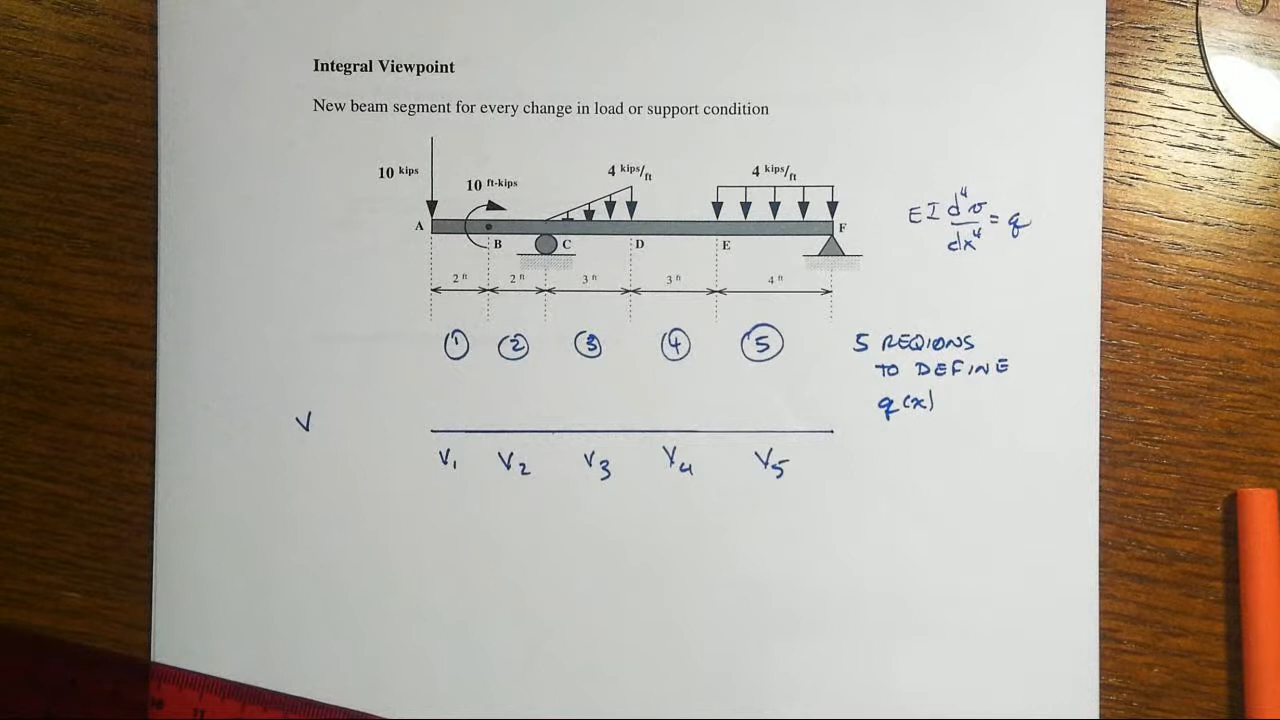 Integral Viewpoint
New beam segment for every change in load or support condition
10 kips
10 ft-kips
4 kips/ft
4 kips/ft
A
B
C
D
E
F
2 ft
2 ft
3 ft
3 ft
4 ft
EI d⁴v/dx⁴ = q
1 2 3 4 5
5 REGIONS
TO DEFINE
q(x)
V
V₁ V₂ V₃ V₄ V₅
11